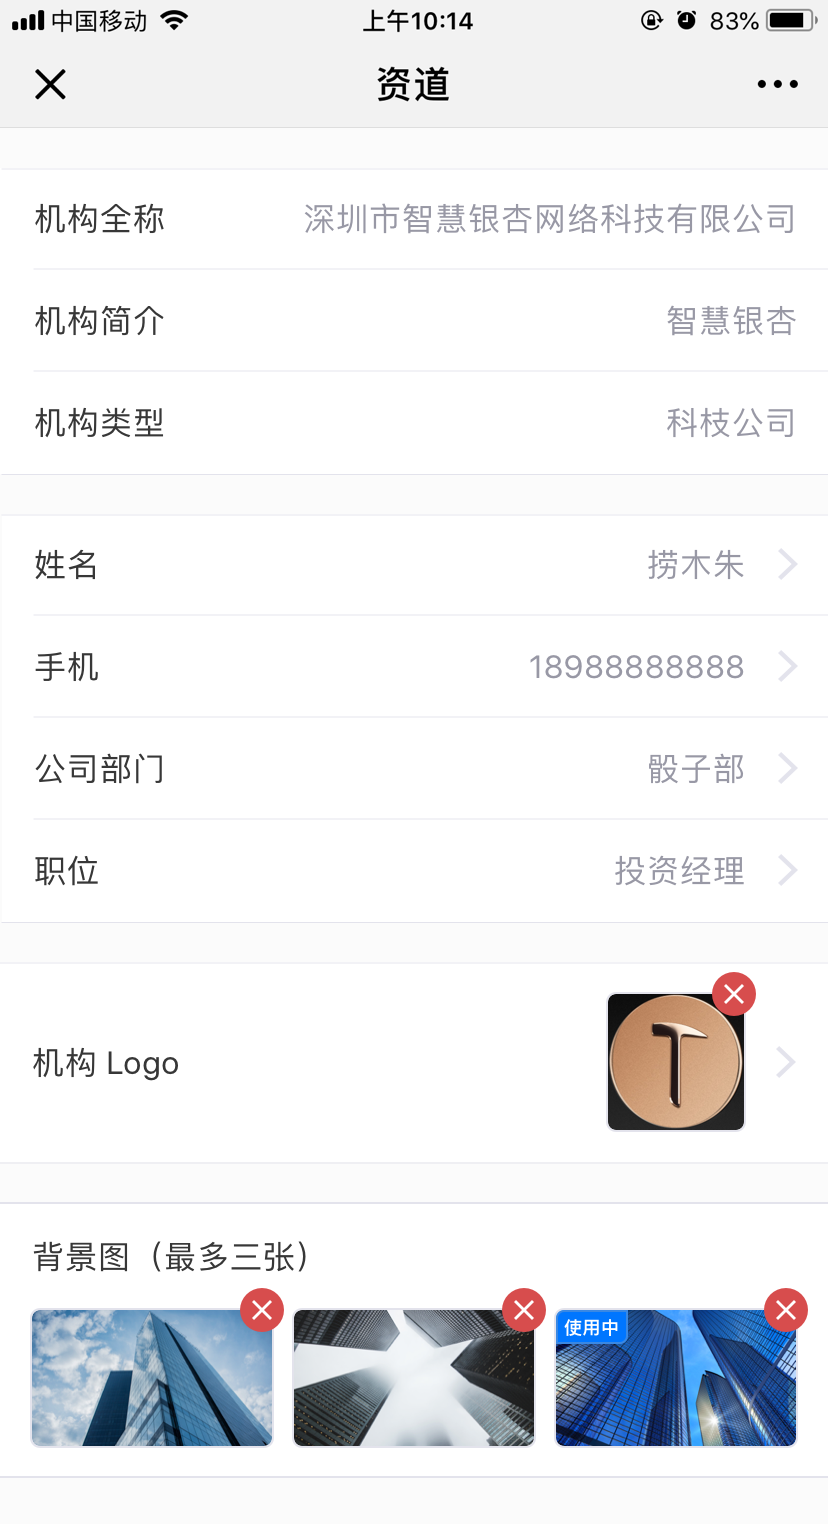 中国移动
上午10:14
83%
资道
机构全称
深圳市智慧银杏网络科技有限公司
机构简介
智慧银杏
机构类型
科枝公司
姓名
捞木朱
手机
18988888888
公司部门
骰子部
职位
投资经理
机构 Logo
T
背景图（最多三张）
使用中